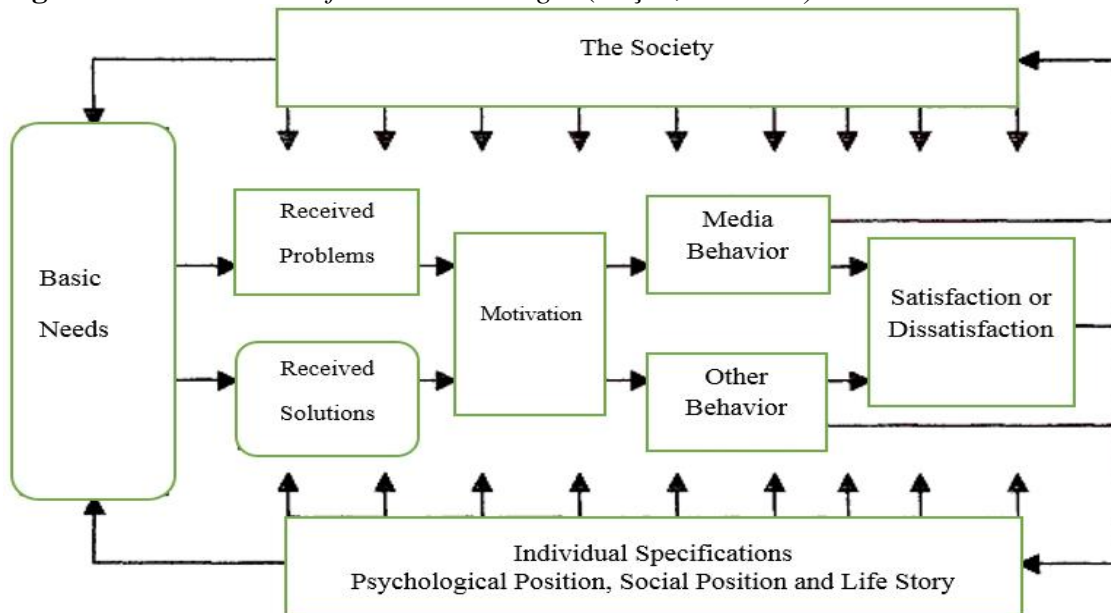 The Society
Basic
Needs
Received
Problems
Received
Solutions
Motivation
Media
Behavior
Other
Behavior
Satisfaction or
Dissatisfaction
Individual Specifications
Psychological Position, Social Position and Life Story